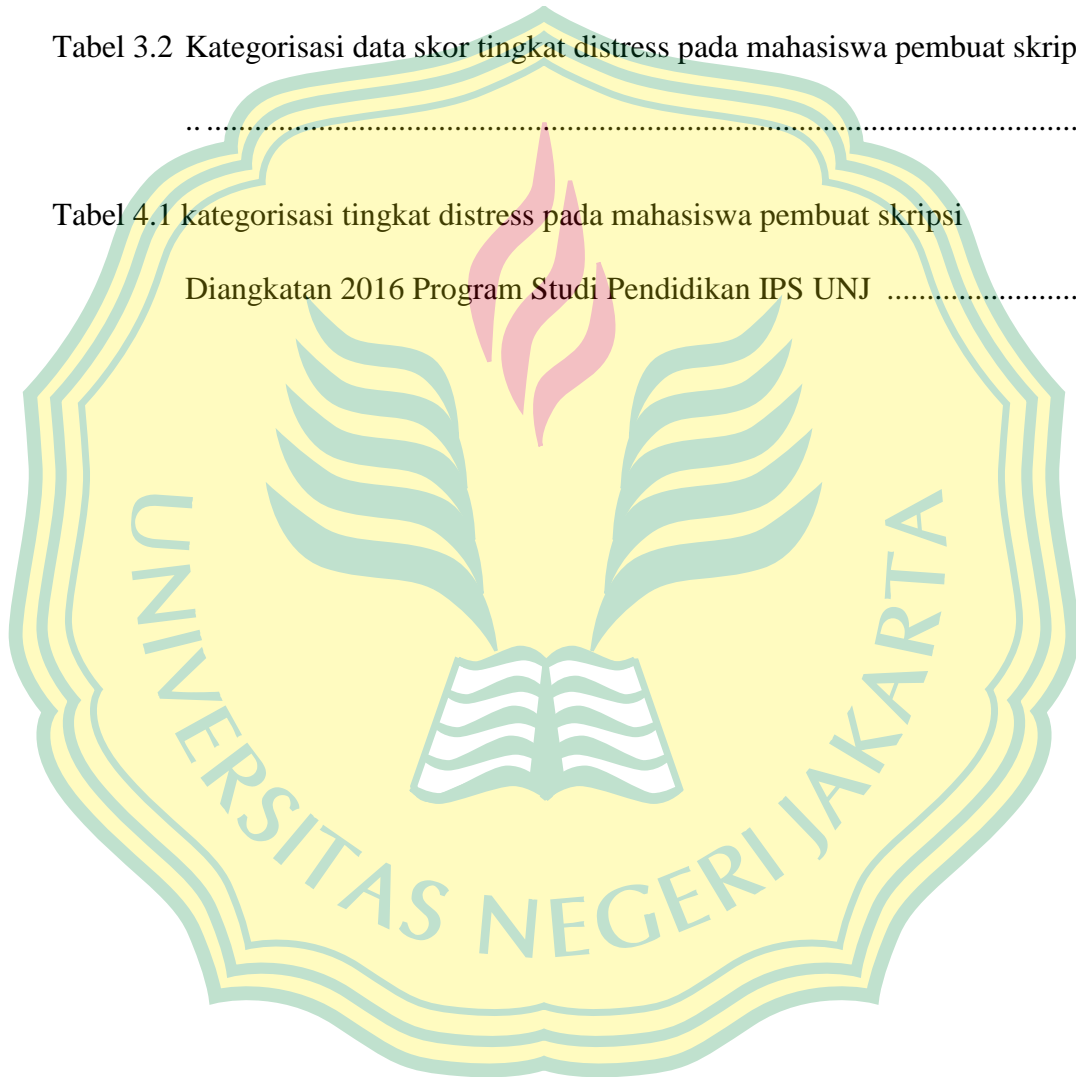 Tabel 3.2 Kategorisasi data skor tingkat distress pada mahasiswa pembuat skrip
.. ....................................................................................................
Tabel 4.1 kategorisasi tingkat distress pada mahasiswa pembuat skripsi
Diangkatan 2016 Program Studi Pendidikan IPS UNJ ......................
UNIVERSITAS NEGERI JAKARTA